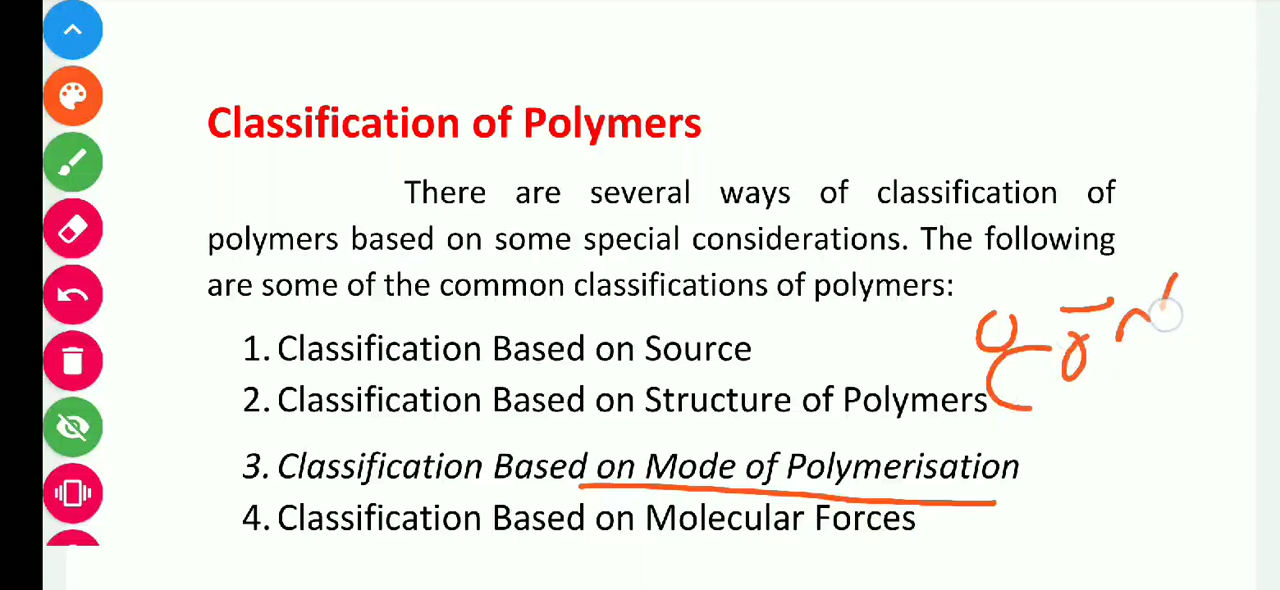 Classification of Polymers
There are several ways of classification of
polymers based on some special considerations. The following
are some of the common classifications of polymers:
1. Classification Based on Source
2. Classification Based on Structure of Polymers
3. Classification Based on Mode of Polymerisation
4. Classification Based on Molecular Forces